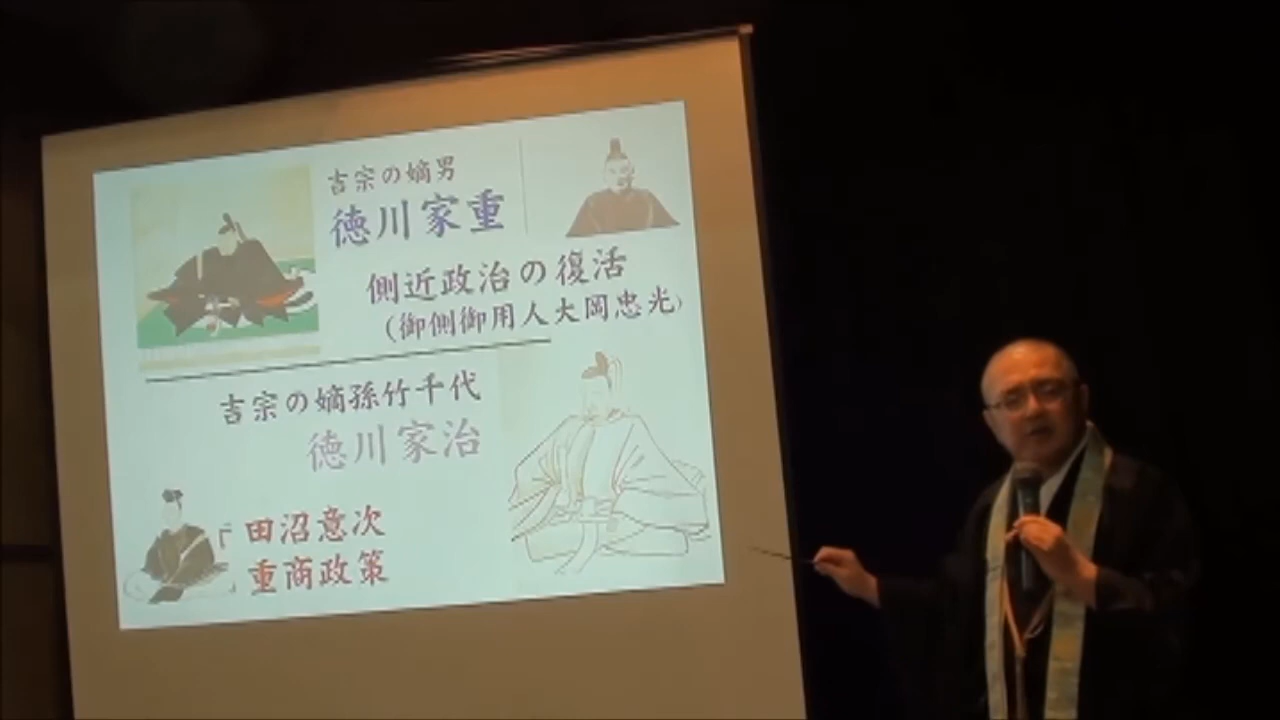 吉宗の嫡男
徳川家重
側近政治の復活
(御側御用人大岡忠光)
吉宗の嫡孫竹千代
徳川家治
田沼意次
重商政策